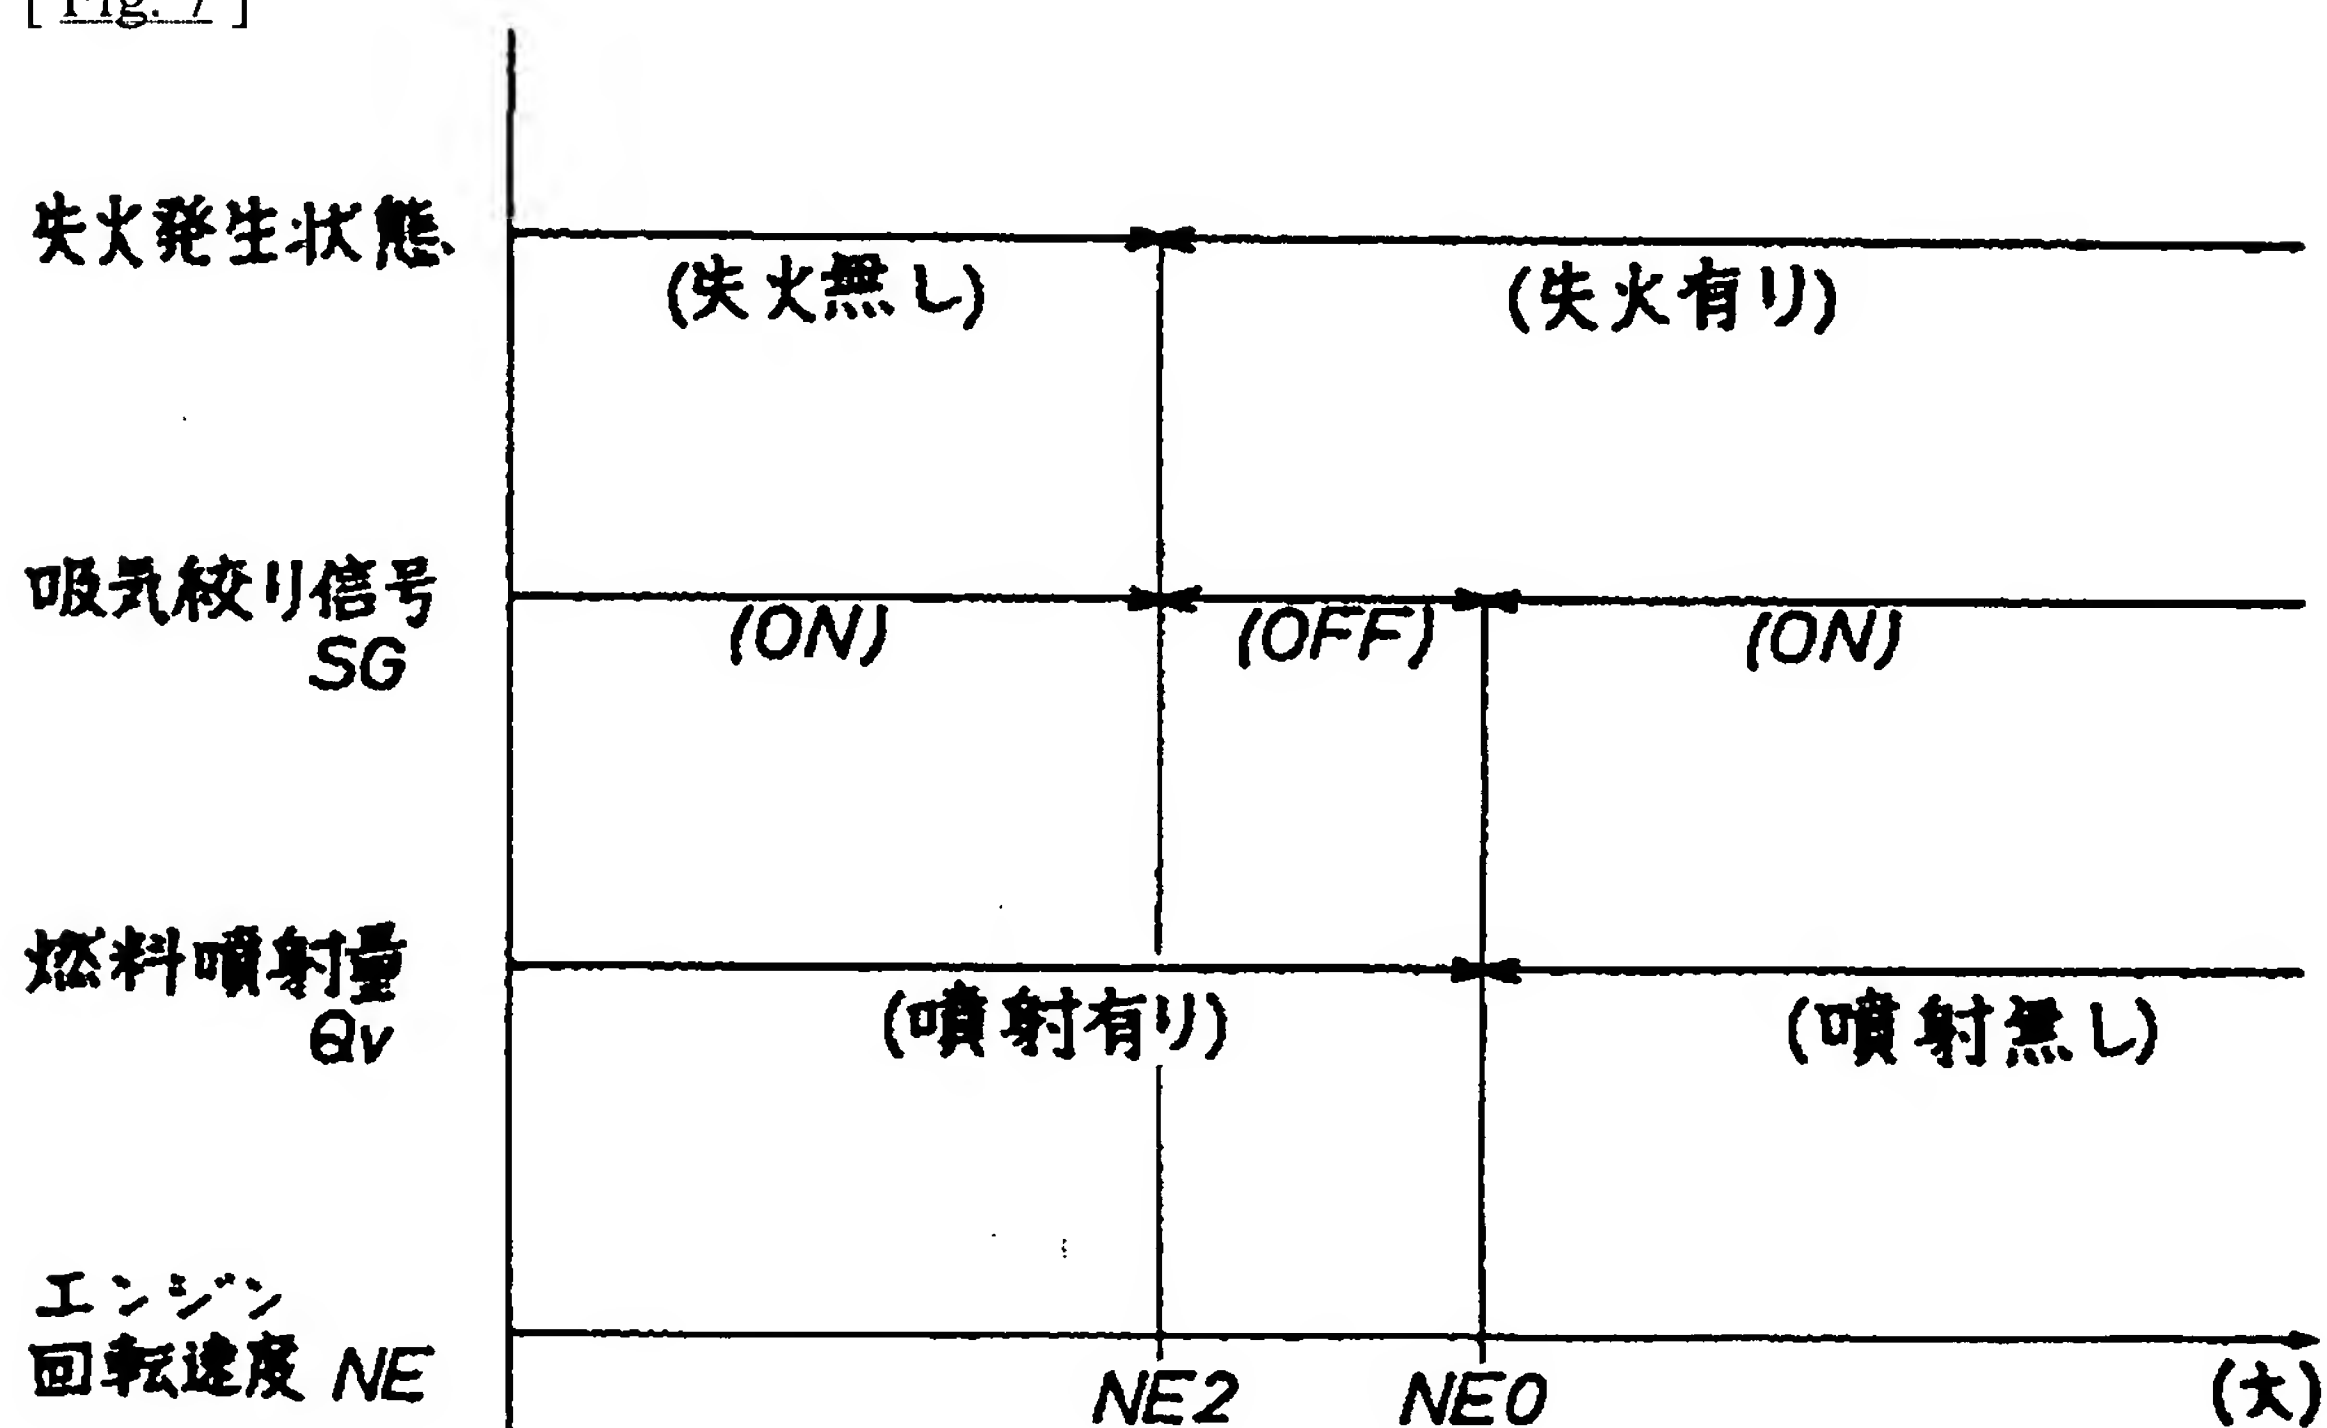 [ Fig. 7 ]
失火発生状態
(失火無し) (失火有り)
吸気絞り信号
SG
(ON) (OFF) (ON)
燃料噴射量
Qv
(噴射有り) (噴射無し)
エンジン
回転速度 NE
NE2 NE0 (大)